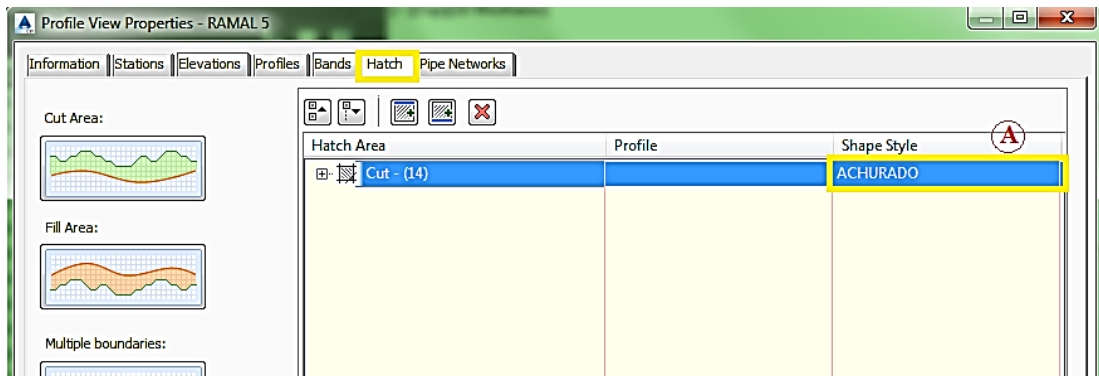 Profile View Properties - RAMAL 5
Information Stations Elevations Profiles Bands Hatch Pipe Networks
Cut Area:
Hatch Area Profile Shape Style A
Cut - (14) ACHURADO
Fill Area:
Multiple boundaries: